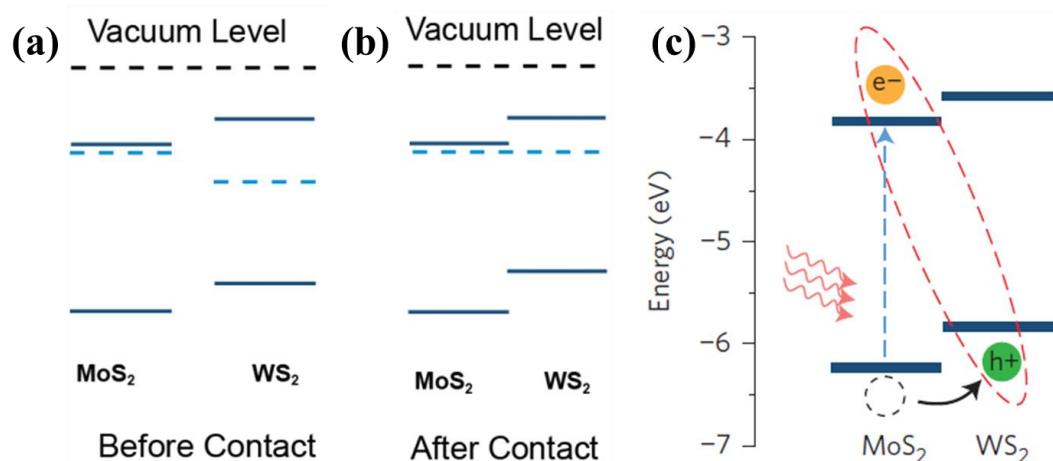 (a)
Vacuum Level
MoS₂
WS₂
Before Contact
(b)
Vacuum Level
MoS₂
WS₂
After Contact
(c)
Energy (eV)
−3
−4
−5
−6
−7
e−
h+
MoS₂
WS₂